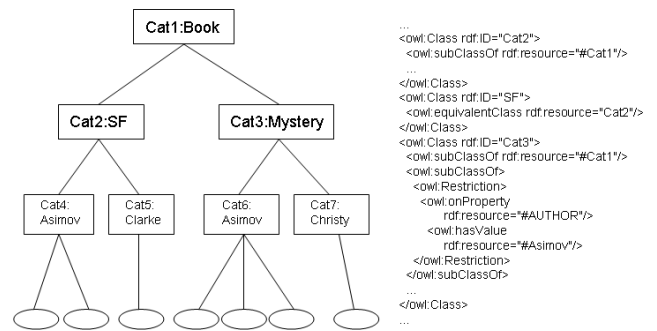 Cat1:Book
Cat2:SF
Cat3:Mystery
Cat4:
Asimov
Cat5:
Clarke
Cat6:
Asimov
Cat7:
Christy
...
<owl:Class rdf:ID="Cat2">
<owl:subClassOf rdf:resource="#Cat1"/>
...
</owl:Class>
<owl:Class rdf:ID="SF">
<owl:equivalentClass rdf:resource="Cat2"/>
</owl:Class>
<owl:Class rdf:ID="Cat3">
<owl:subClassOf rdf:resource="#Cat1"/>
<owl:subClassOf>
<owl:Restriction>
<owl:onProperty
rdf:resource="#AUTHOR"/>
<owl:hasValue
rdf:resource="#Asimov"/>
</owl:Restriction>
</owl:subClassOf>
...
</owl:Class>
...